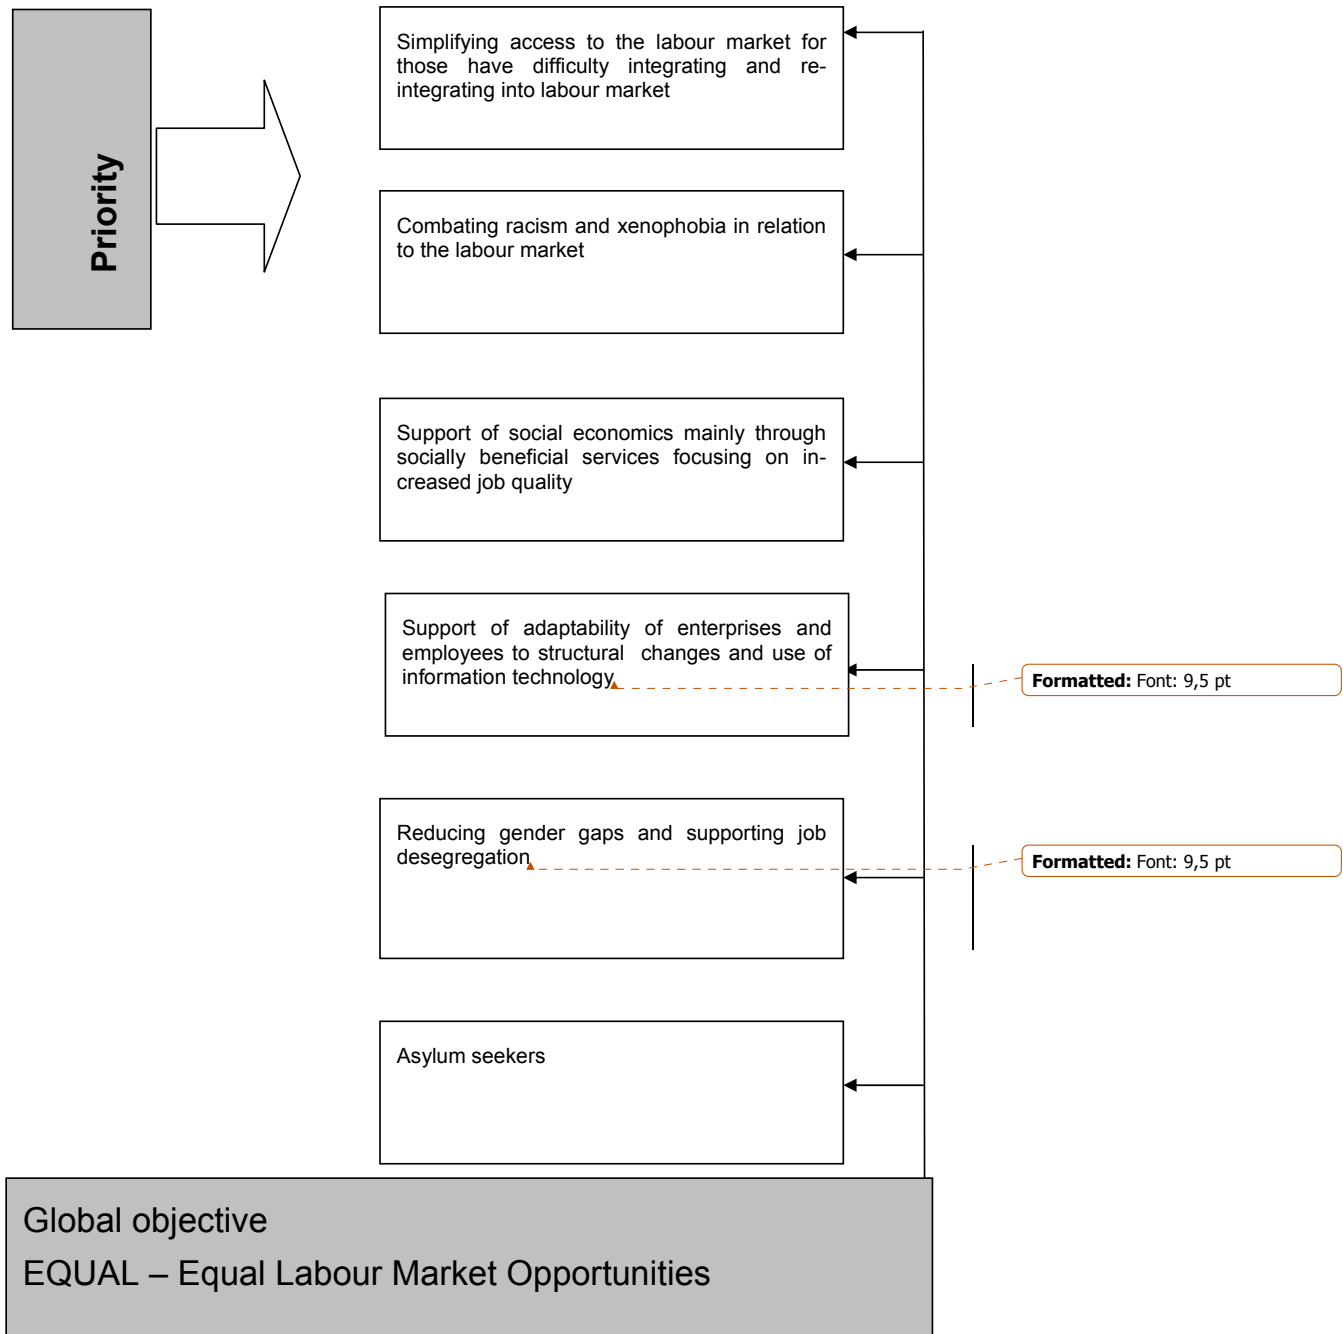 Priority
Simplifying access to the labour market for
those have difficulty integrating and re-
integrating into labour market
Combating racism and xenophobia in relation
to the labour market
Support of social economics mainly through
socially beneficial services focusing on in-
creased job quality
Support of adaptability of enterprises and
employees to structural changes and use of
information technology
Formatted: Font: 9,5 pt
Reducing gender gaps and supporting job
desegregation
Formatted: Font: 9,5 pt
Asylum seekers
Global objective
EQUAL – Equal Labour Market Opportunities